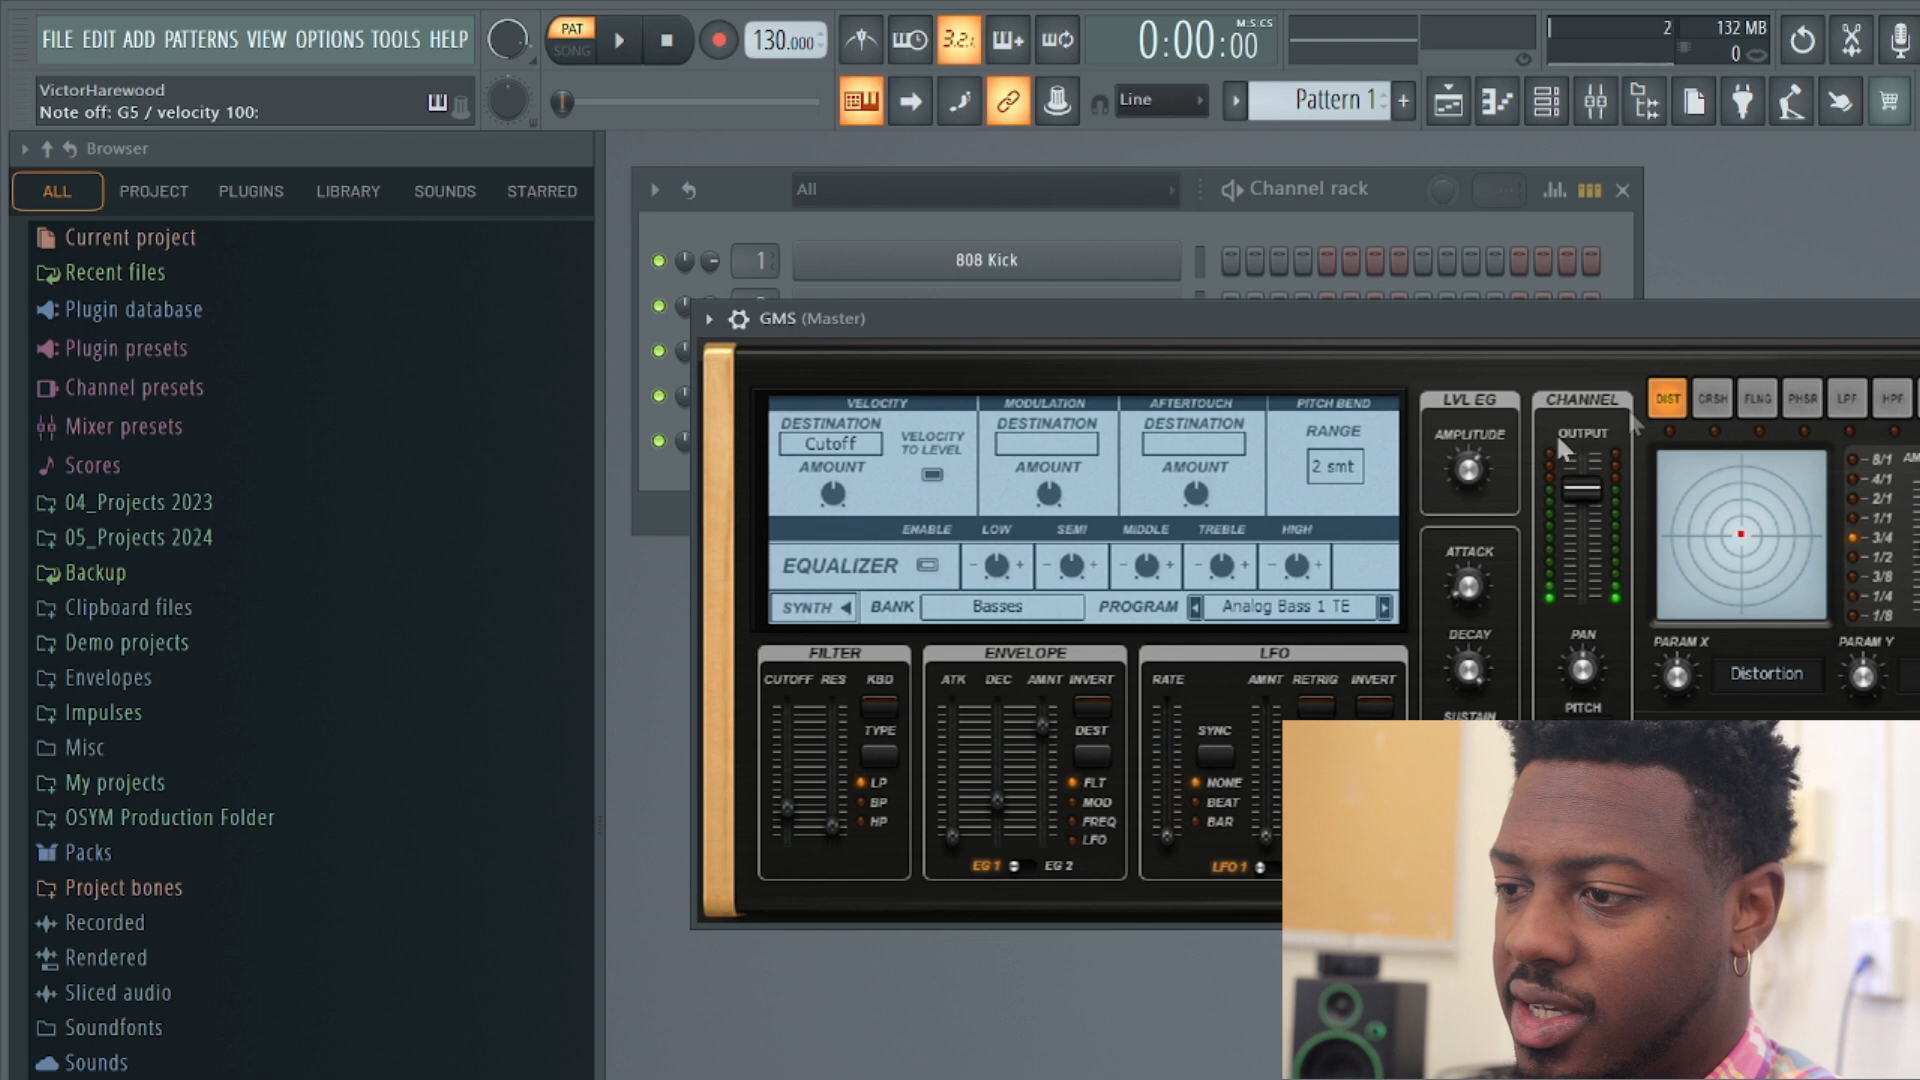 FILE EDIT ADD PATTERNS VIEW OPTIONS TOOLS HELP
PAT
SONG
130.000
3.2.
0:00:00
M:S:CS
2
132 MB
0
VictorHarewood
Note off: G5 / velocity 100:
Line
Pattern 1
+
Browser
ALL
PROJECT
PLUGINS
LIBRARY
SOUNDS
STARRED
Current project
Recent files
Plugin database
Plugin presets
Channel presets
Mixer presets
Scores
04_Projects 2023
05_Projects 2024
Backup
Clipboard files
Demo projects
Envelopes
Impulses
Misc
My projects
OSYM Production Folder
Packs
Project bones
Recorded
Rendered
Sliced audio
Soundfonts
Sounds
All
Channel rack
1
808 Kick
GMS (Master)
VELOCITY
MODULATION
AFTERTOUCH
PITCH BEND
DESTINATION
Cutoff
AMOUNT
VELOCITY
TO LEVEL
DESTINATION
AMOUNT
DESTINATION
AMOUNT
RANGE
2 smt
ENABLE
LOW
SEMI
MIDDLE
TREBLE
HIGH
EQUALIZER
- +
- +
- +
- +
- +
SYNTH
BANK
Basses
PROGRAM
Analog Bass 1 TE
LVL EG
AMPLITUDE
ATTACK
DECAY
SUSTAIN
CHANNEL
OUTPUT
PAN
PITCH
DIST
CRSH
FLNG
PHSR
LPF
HPF
8/1
4/1
2/1
1/1
3/4
1/2
3/8
1/4
1/8
PARAM X
Distortion
PARAM Y
FILTER
CUTOFF
RES
KBD
TYPE
LP
BP
HP
ENVELOPE
ATK
DEC
AMNT
INVERT
DEST
FLT
MOD
FREQ
LFO
EG 1
EG 2
LFO
RATE
AMNT
RETRIG
INVERT
SYNC
NONE
BEAT
BAR
LFO 1